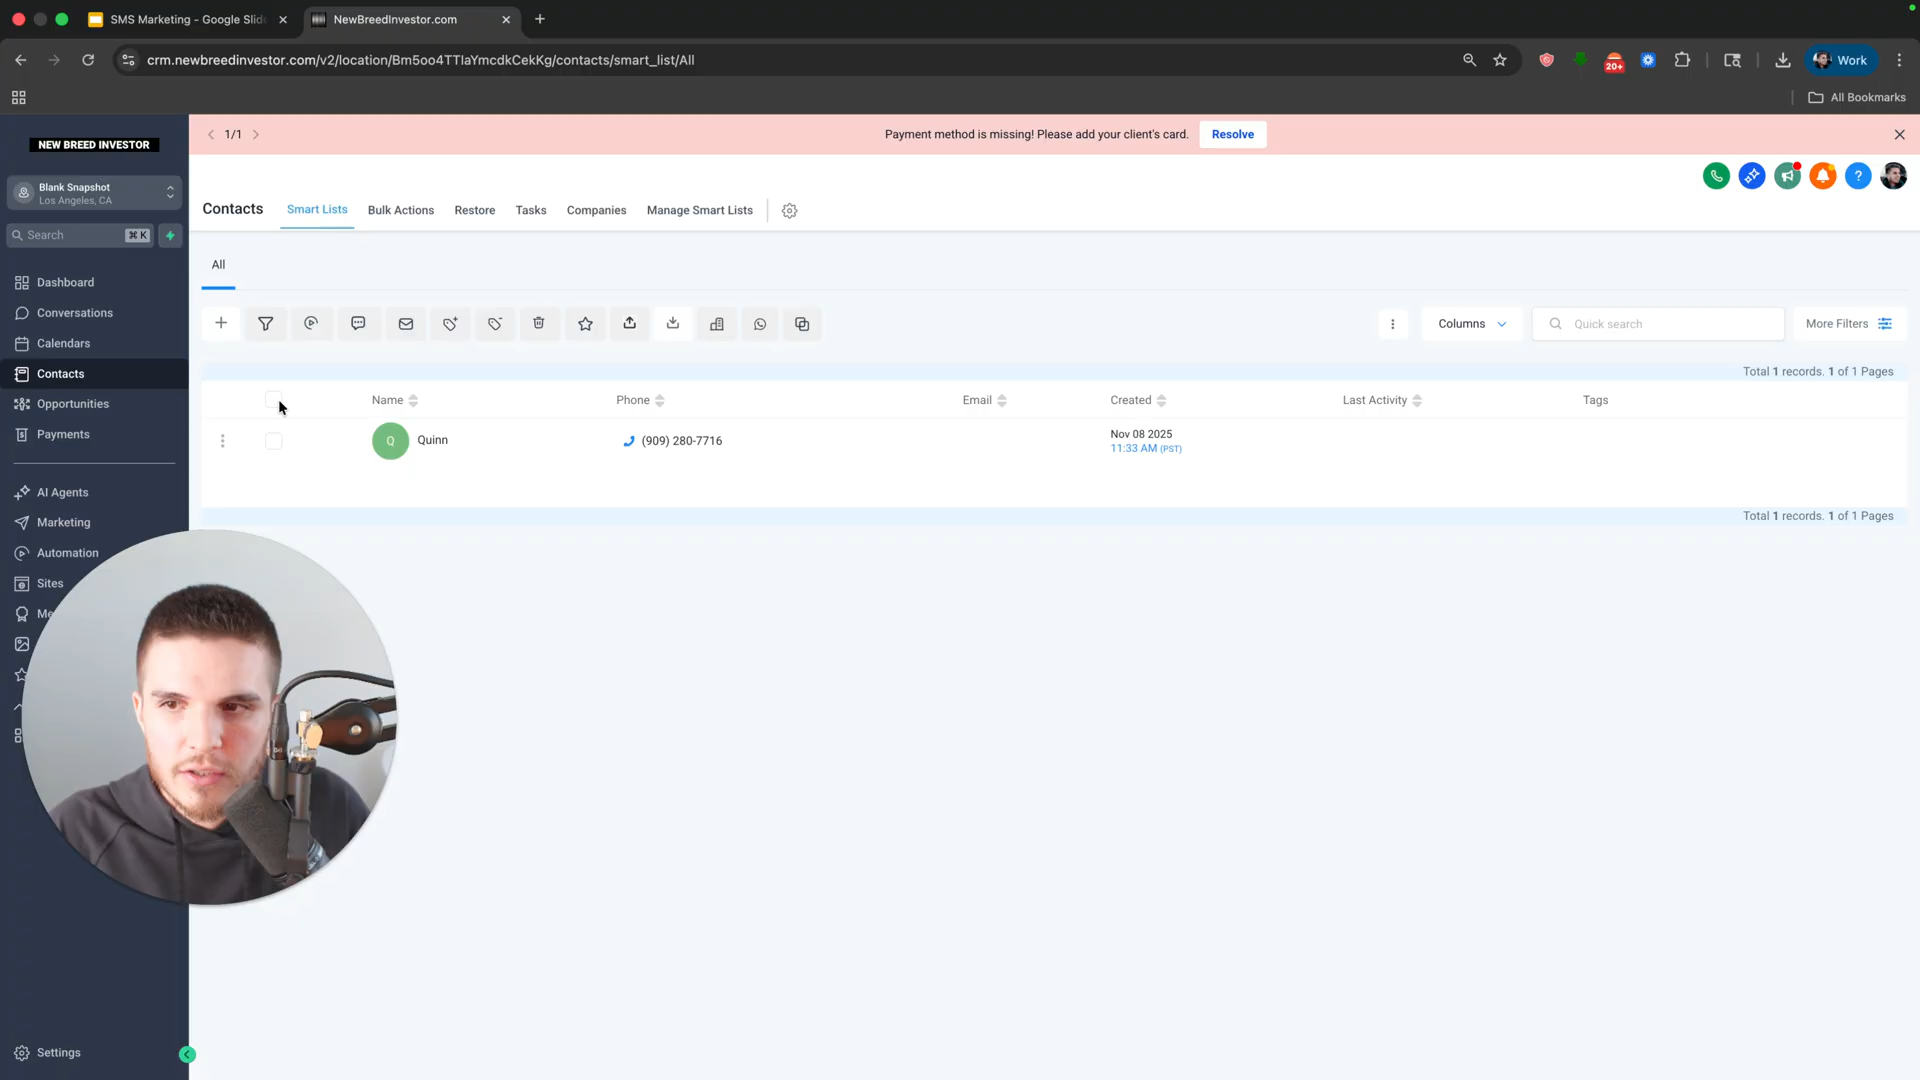 SMS Marketing - Google Slid
NewBreedInvestor.com
crm.newbreedinvestor.com/v2/location/Bm5oo4TTIaYmcdkCekKg/contacts/smart_list/All
20+
Work
All Bookmarks
NEW BREED INVESTOR
1/1
Payment method is missing! Please add your client's card.
Resolve
Blank Snapshot
Los Angeles, CA
Search
⌘ K
Contacts
Smart Lists
Bulk Actions
Restore
Tasks
Companies
Manage Smart Lists
Dashboard
Conversations
Calendars
Contacts
Opportunities
Payments
AI Agents
Marketing
Automation
Sites
Me
Settings
All
Columns
Quick search
More Filters
Total 1 records. 1 of 1 Pages
Name
Phone
Email
Created
Last Activity
Tags
Q
Quinn
(909) 280-7716
Nov 08 2025
11:33 AM (PST)
Total 1 records. 1 of 1 Pages